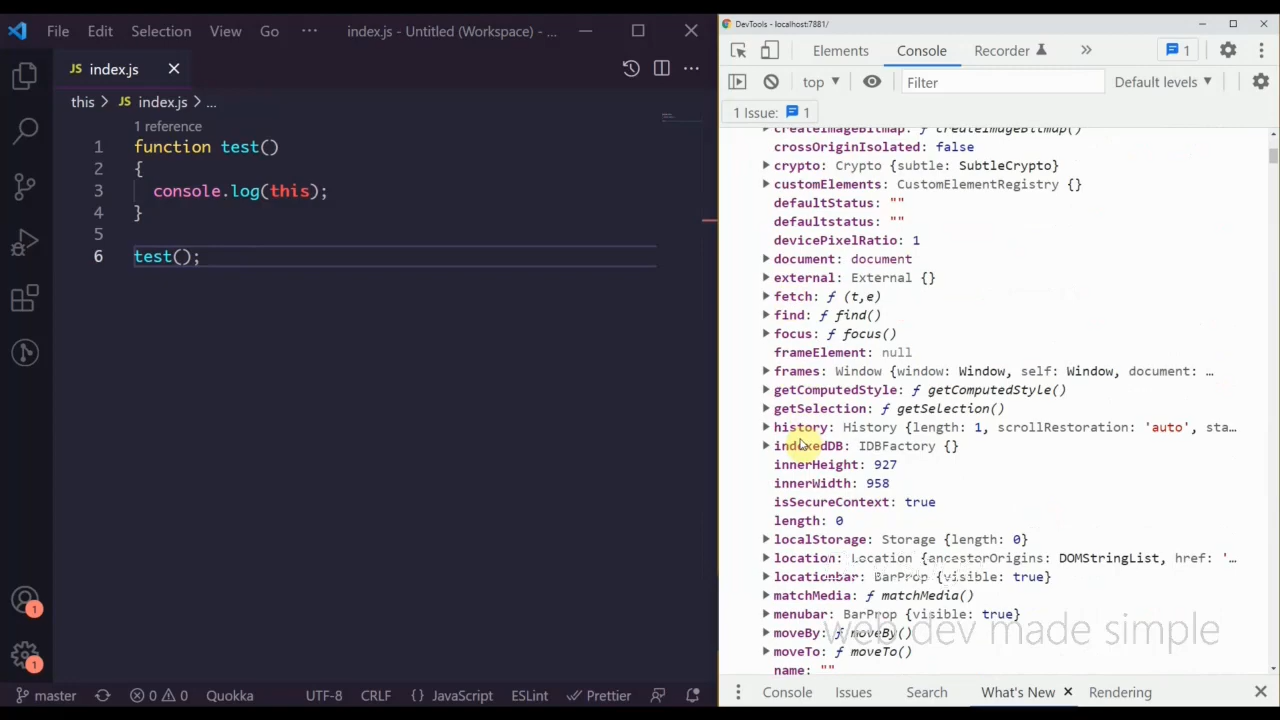 File Edit Selection View Go ··· index.js - Untitled (Workspace) - ...
JS index.js
this > JS index.js > ...
1 reference
1 function test()
2 {
3 console.log(this);
4 }
5
6 test();
master 0 0 Quokka UTF-8 CRLF {} JavaScript ESLint Prettier
1
1
DevTools - localhost:7881/
Elements Console Recorder » 1
top ▼ Filter Default levels ▼
1 Issue: 1
createImageBitmap: ƒ createImageBitmap()
crossOriginIsolated: false
crypto: Crypto {subtle: SubtleCrypto}
customElements: CustomElementRegistry {}
defaultStatus: ""
defaultstatus: ""
devicePixelRatio: 1
document: document
external: External {}
fetch: ƒ (t,e)
find: ƒ find()
focus: ƒ focus()
frameElement: null
frames: Window {window: Window, self: Window, document: …
getComputedStyle: ƒ getComputedStyle()
getSelection: ƒ getSelection()
history: History {length: 1, scrollRestoration: 'auto', sta…
indexedDB: IDBFactory {}
innerHeight: 927
innerWidth: 958
isSecureContext: true
length: 0
localStorage: Storage {length: 0}
location: Location {ancestorOrigins: DOMStringList, href: '…
locationbar: BarProp {visible: true}
matchMedia: ƒ matchMedia()
menubar: BarProp {visible: true}
moveBy: ƒ moveBy()
moveTo: ƒ moveTo()
name: ""
web dev made simple
Console Issues Search What's New × Rendering